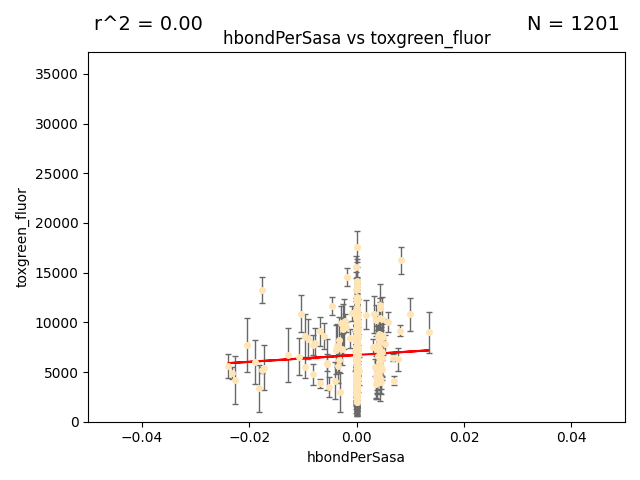 r^2 = 0.00
N = 1201
hbondPerSasa vs toxgreen_fluor
35000
30000
25000
20000
15000
10000
5000
0
toxgreen_fluor
−0.04
−0.02
0.00
0.02
0.04
hbondPerSasa